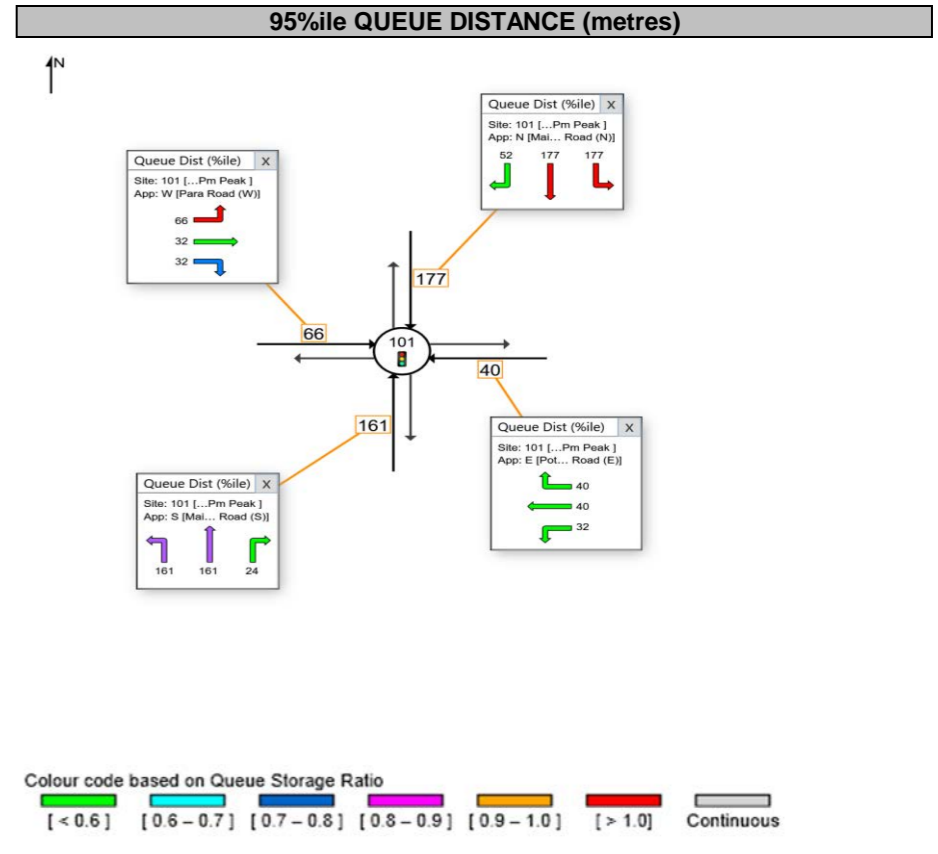 95%ile QUEUE DISTANCE (metres)
N
Queue Dist (%ile) X
Site: 101 [...Pm Peak ]
App: N [Mai... Road (N)]
52 177 177
Queue Dist (%ile) X
Site: 101 [...Pm Peak ]
App: W [Para Road (W)]
66
32
32
177
66
101
40
161
Queue Dist (%ile) X
Site: 101 [...Pm Peak ]
App: E [Pot... Road (E)]
40
40
32
Queue Dist (%ile) X
Site: 101 [...Pm Peak ]
App: S [Mai... Road (S)]
161 161 24
Colour code based on Queue Storage Ratio
[ < 0.6 ] [ 0.6 – 0.7 ] [ 0.7 – 0.8 ] [ 0.8 – 0.9 ] [ 0.9 – 1.0 ] [ > 1.0] Continuous